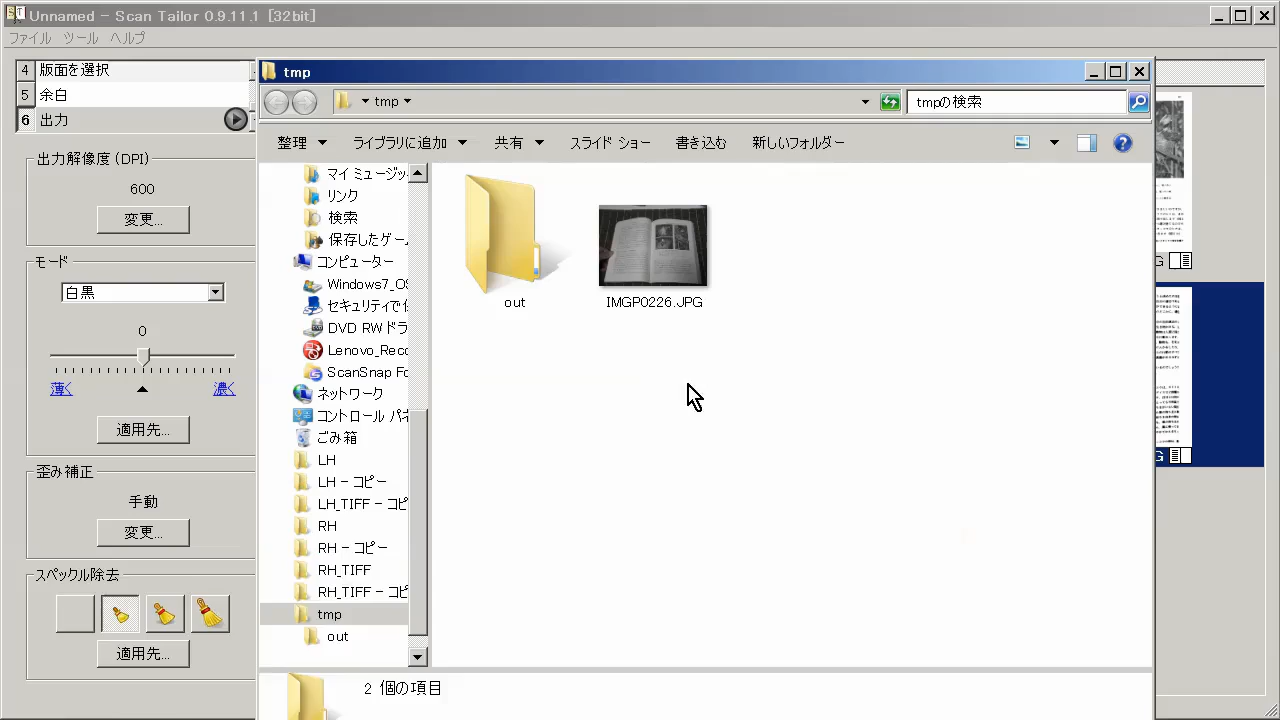 Unnamed - Scan Tailor 0.9.11.1 [32bit]
ファイル ツール ヘルプ
4 版面を選択
5 余白
6 出力
出力解像度 (DPI)
600
変更...
モード
白黒
0
薄く
濃く
適用先...
歪み補正
手動
変更...
スペックル除去
適用先...
tmp
tmp
tmpの検索
整理
ライブラリに追加
共有
スライド ショー
書き込む
新しいフォルダー
マイ ミュージッ
リンク
検索
保存したゲーム
コンピューター
Windows7_OS
セキュリティで保
DVD RW ドラ
Lenovo_Reco
ScanSnap Fo
ネットワーク
コントロール パネ
ごみ箱
LH
LH - コピー
LH_TIFF - コピ
RH
RH - コピー
RH_TIFF
RH_TIFF - コピ
tmp
out
out
IMGP0226.JPG
2 個の項目